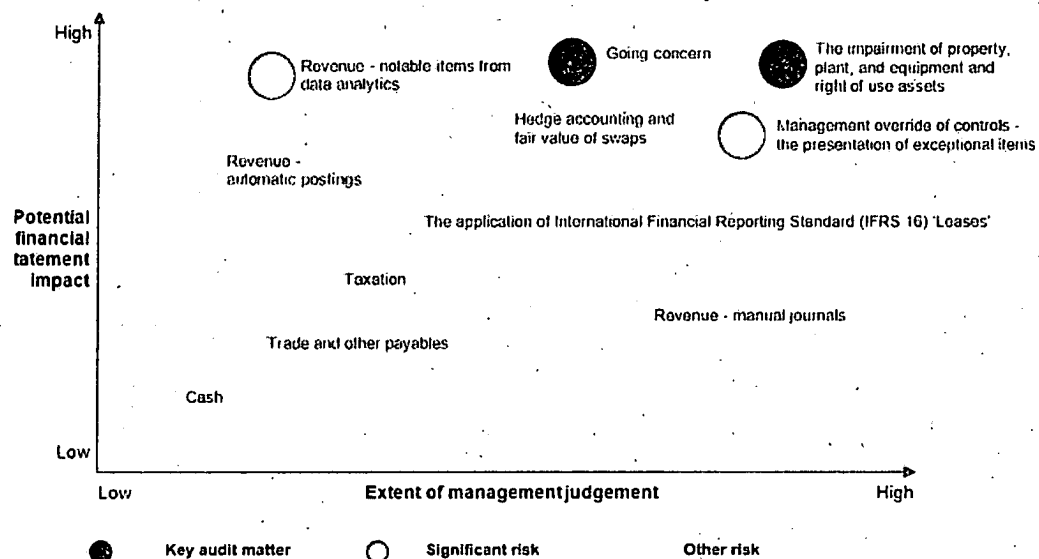 High
Revenue - notable items from
data analytics
Going concern
The impairment of property,
plant, and equipment and
right of use assets
Hedge accounting and
fair value of swaps
Management override of controls -
the presentation of exceptional items
Revenue -
automatic postings
Potential
financial
tatement
impact
The application of International Financial Reporting Standard (IFRS 16) 'Leases'
Taxation
Revenue - manual journals
Trade and other payables
Cash
Low
Low
Extent of management judgement
High
Key audit matter
Significant risk
Other risk